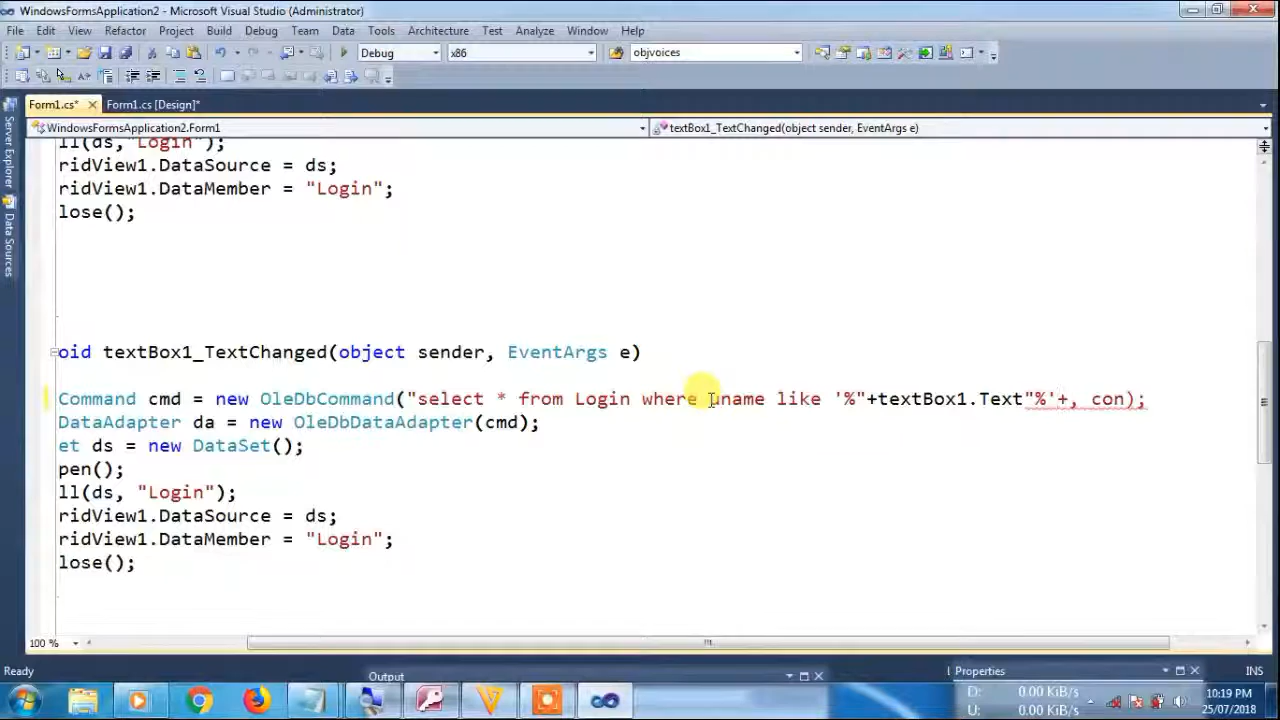 WindowsFormsApplication2 - Microsoft Visual Studio (Administrator)
File Edit View Refactor Project Build Debug Team Data Tools Architecture Test Analyze Window Help
Debug x86 objvoices
Form1.cs* Form1.cs [Design]*
WindowsFormsApplication2.Form1 textBox1_TextChanged(object sender, EventArgs e)
Server Explorer
Data Sources
ll(ds,"Login");
ridView1.DataSource = ds;
ridView1.DataMember = "Login";
lose();
oid textBox1_TextChanged(object sender, EventArgs e)
Command cmd = new OleDbCommand("select * from Login where uname like '%"+textBox1.Text"%'+, con);
DataAdapter da = new OleDbDataAdapter(cmd);
et ds = new DataSet();
pen();
ll(ds, "Login");
ridView1.DataSource = ds;
ridView1.DataMember = "Login";
lose();
100 %
Ready Output Properties INS
D: 0.00 KiB/s
U: 0.00 KiB/s
10:19 PM
25/07/2018